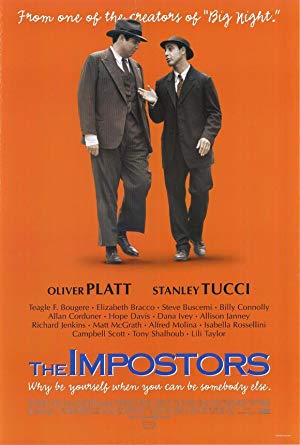 From one of the creators of "Big Night."
OLIVER PLATT STANLEY TUCCI
Teagle F. Bougere • Elizabeth Bracco • Steve Buscemi • Billy Connolly
Allan Corduner • Hope Davis • Dana Ivey • Allison Janney
Richard Jenkins • Matt McGrath • Alfred Molina • Isabella Rossellini
Campbell Scott • Tony Shalhoub • Lili Taylor
THE IMPOSTORS
Why be yourself when you can be somebody else.